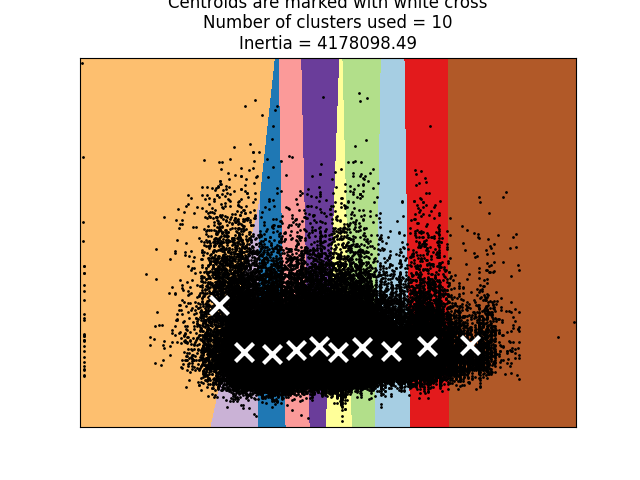 Centroids are marked with white cross
Number of clusters used = 10
Inertia = 4178098.49